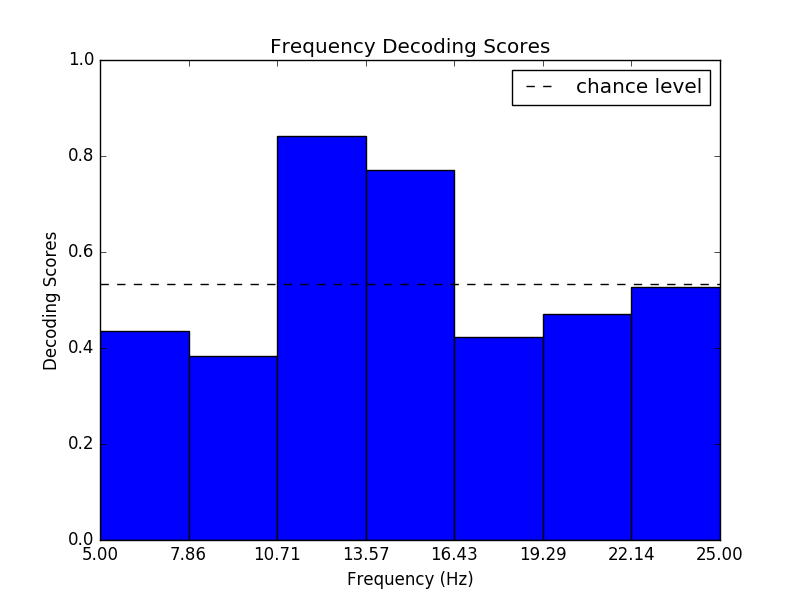 Frequency Decoding Scores
chance level
1.0
0.8
0.6
0.4
0.2
0.0
Decoding Scores
5.00 7.86 10.71 13.57 16.43 19.29 22.14 25.00
Frequency (Hz)